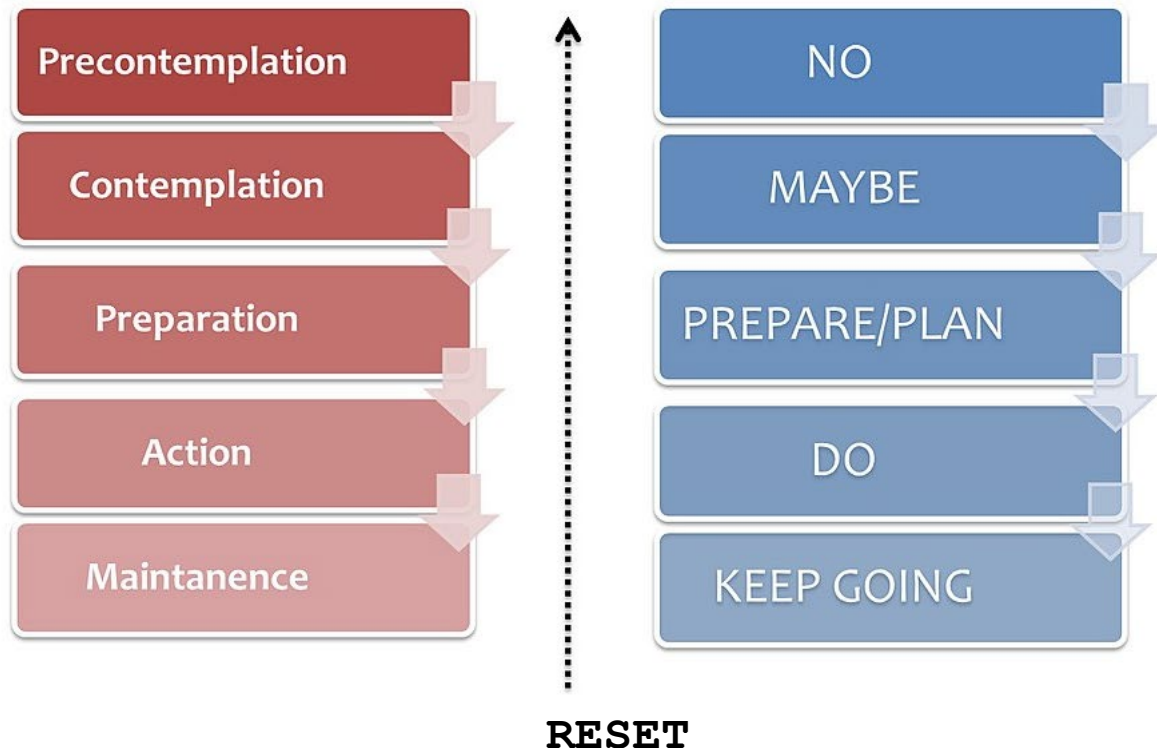 Precontemplation
Contemplation
Preparation
Action
Maintanence
NO
MAYBE
PREPARE/PLAN
DO
KEEP GOING
RESET